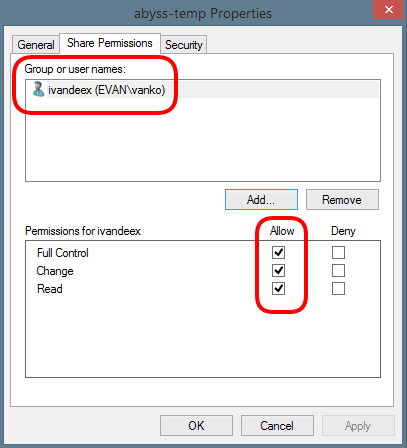 abyss-temp Properties
General Share Permissions Security
Group or user names:
ivandeex (EVAN\vanko)
Add... Remove
Permissions for ivandeex Allow Deny
Full Control
Change
Read
OK Cancel Apply